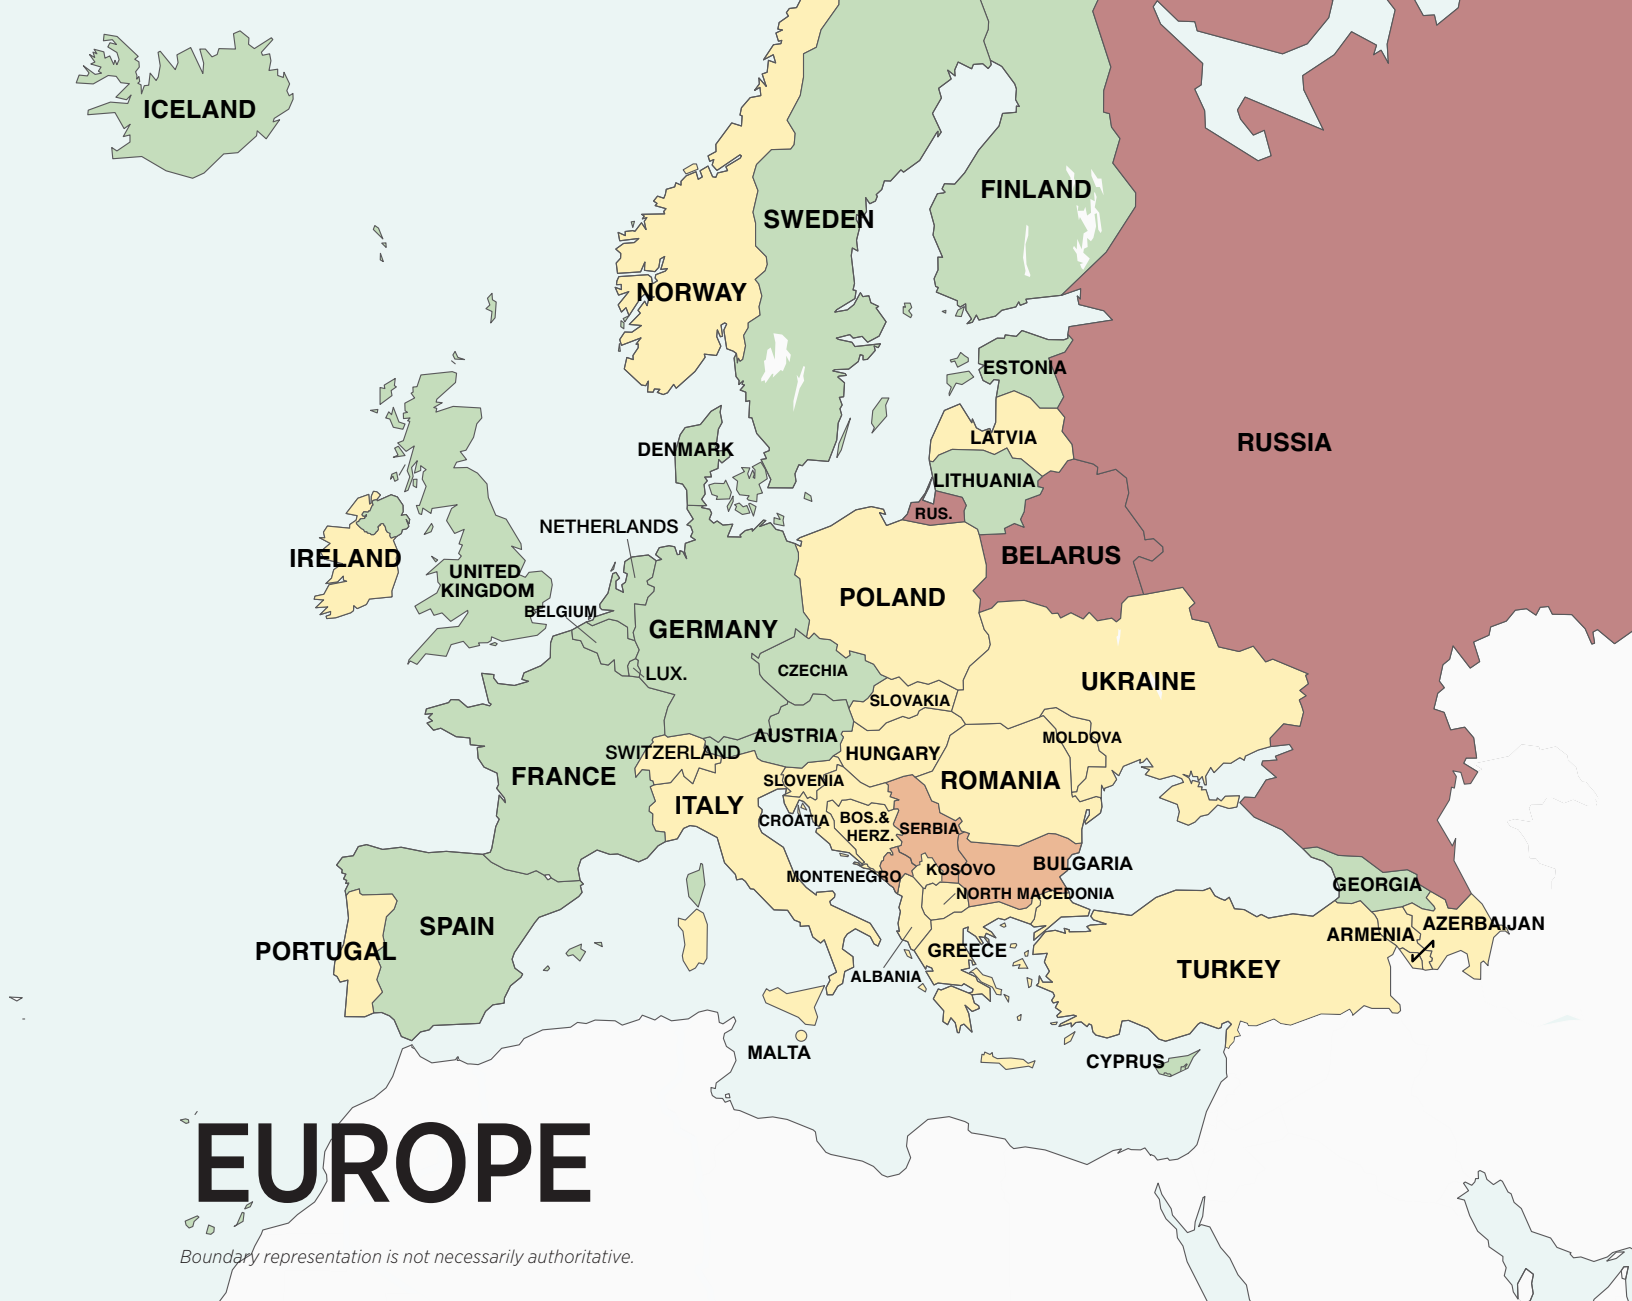 ICELAND
FINLAND
SWEDEN
NORWAY
ESTONIA
RUSSIA
LATVIA
DENMARK
LITHUANIA
RUS.
NETHERLANDS
IRELAND
BELARUS
UNITED
KINGDOM
POLAND
BELGIUM
GERMANY
LUX.
CZECHIA
UKRAINE
SLOVAKIA
AUSTRIA
MOLDOVA
SWITZERLAND
HUNGARY
FRANCE
SLOVENIA
ROMANIA
ITALY
CROATIA
BOS.&
HERZ.
SERBIA
BULGARIA
KOSOVO
MONTENEGRO
GEORGIA
NORTH MACEDONIA
SPAIN
AZERBAIJAN
ARMENIA
PORTUGAL
GREECE
TURKEY
ALBANIA
MALTA
CYPRUS
EUROPE
Boundary representation is not necessarily authoritative.